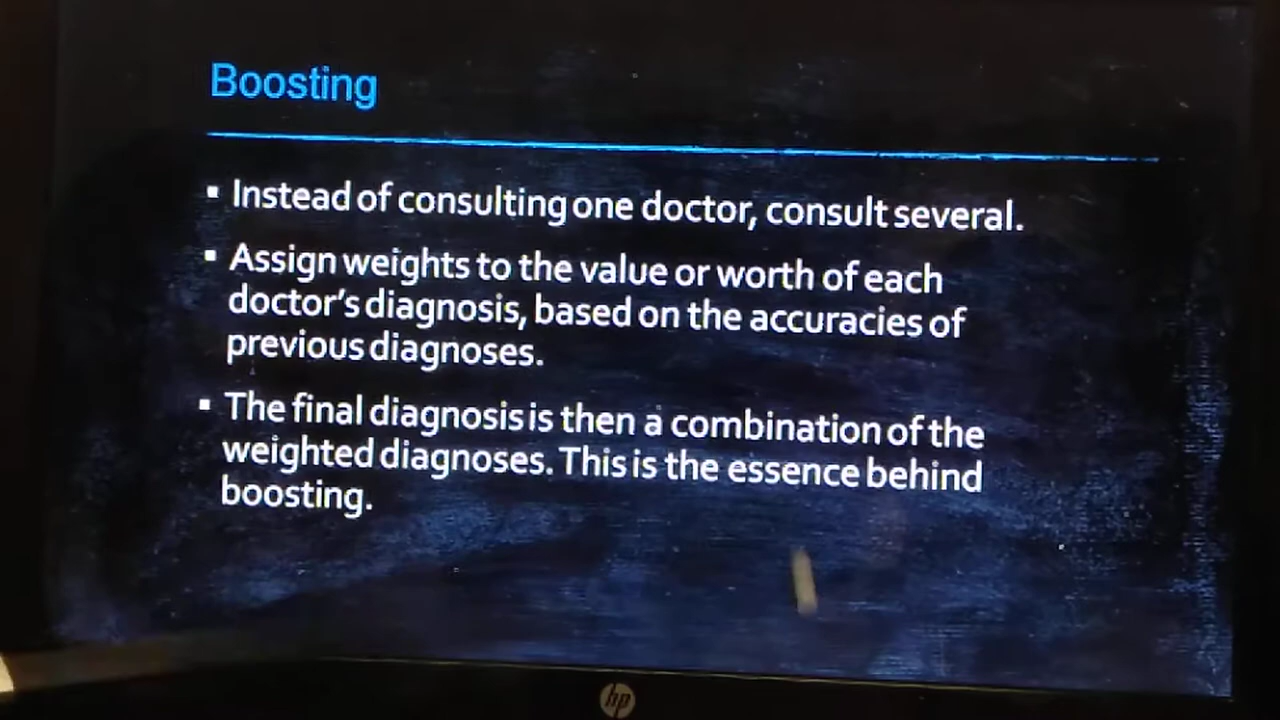 Boosting
▪ Instead of consulting one doctor, consult several.
▪ Assign weights to the value or worth of each
doctor's diagnosis, based on the accuracies of
previous diagnoses.
▪ The final diagnosis is then a combination of the
weighted diagnoses. This is the essence behind
boosting.
hp